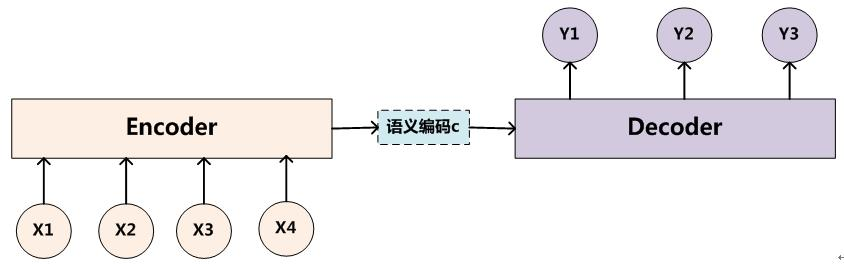 Y1 Y2 Y3
Encoder 语义编码c Decoder
X1 X2 X3 X4